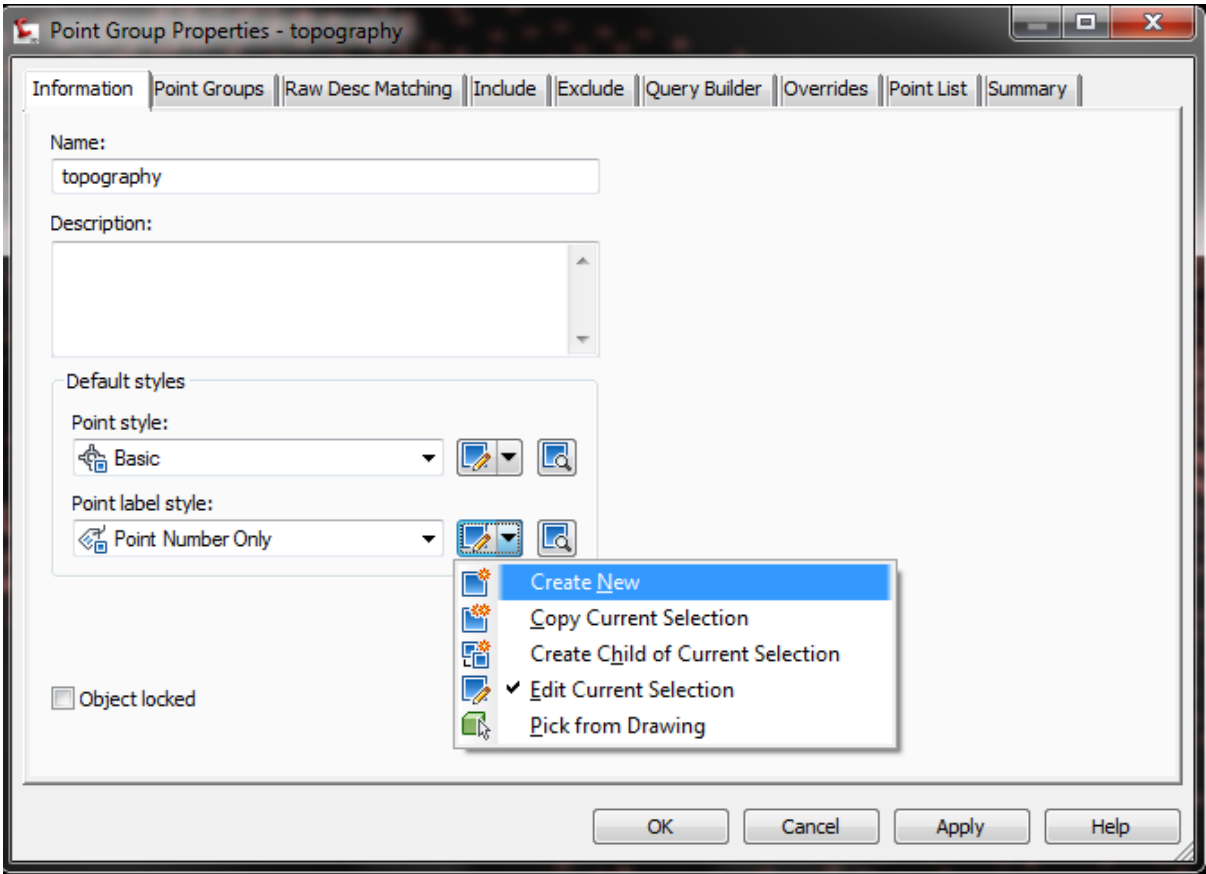 Point Group Properties - topography
Information Point Groups Raw Desc Matching Include Exclude Query Builder Overrides Point List Summary
Name:
topography
Description:
Default styles
Point style:
Basic
Point label style:
Point Number Only
Create New
Copy Current Selection
Create Child of Current Selection
Edit Current Selection
Pick from Drawing
Object locked
OK Cancel Apply Help